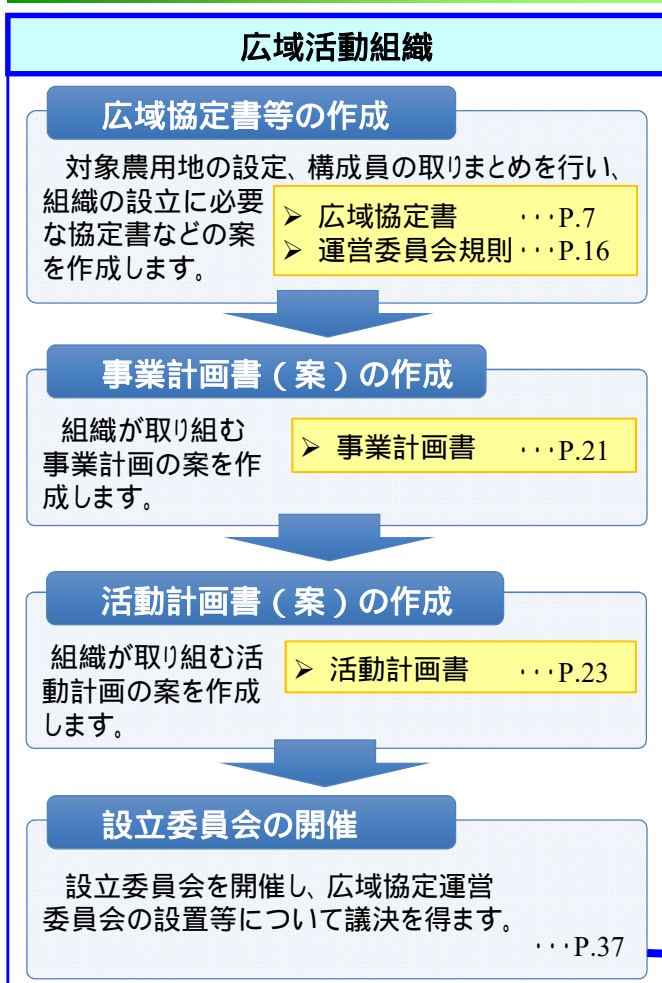 広域活動組織
広域協定書等の作成
対象農用地の設定、構成員の取りまとめを行い、
組織の設立に必要
な協定書などの案
を作成します。
➢ 広域協定書 ･･･P.7
➢ 運営委員会規則･･･P.16
事業計画書（案）の作成
組織が取り組む
事業計画の案を作
成します。
➢ 事業計画書 ･･･P.21
活動計画書（案）の作成
組織が取り組む活
動計画の案を作成
します。
➢ 活動計画書 ･･･P.23
設立委員会の開催
設立委員会を開催し、広域協定運営
委員会の設置等について議決を得ます。
･･･P.37